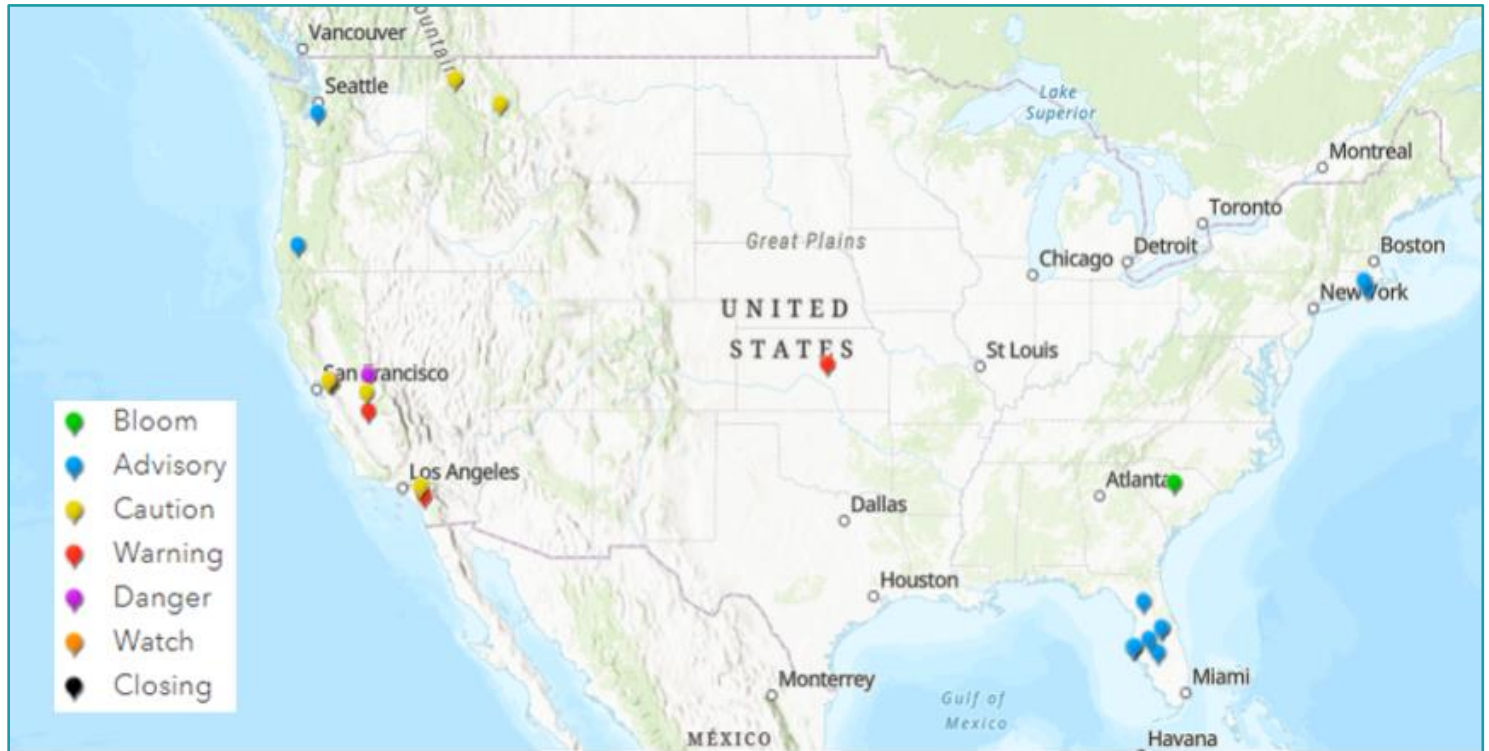 Vancouver
ountain
Seattle
Lake
Superior
Montreal
Toronto
Boston
Great Plains
Chicago
Detroit
New York
UNITED
STATES
St Louis
San Francisco
Bloom
Advisory
Caution
Warning
Danger
Watch
Closing
Los Angeles
Atlanta
Dallas
Houston
Monterrey
Miami
Gulf of
Mexico
MÉXICO
Havana